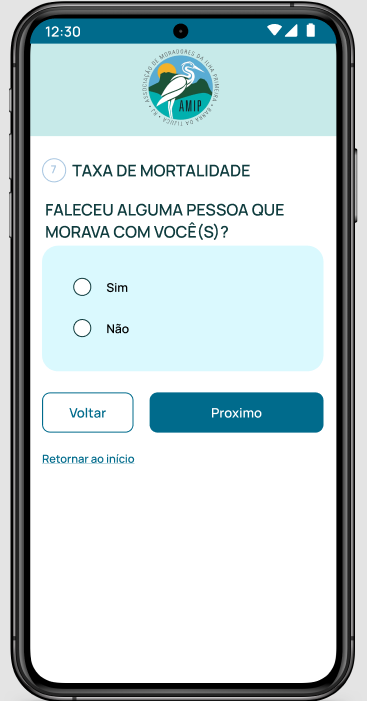 12:30
ASSOCIAÇÃO DE MORADORES DA ILHA PRIMEIRA • BARRA DA TIJUCA • RJ •
AMIP
7 TAXA DE MORTALIDADE
FALECEU ALGUMA PESSOA QUE
MORAVA COM VOCÊ(S)?
Sim
Não
Voltar Proximo
Retornar ao início